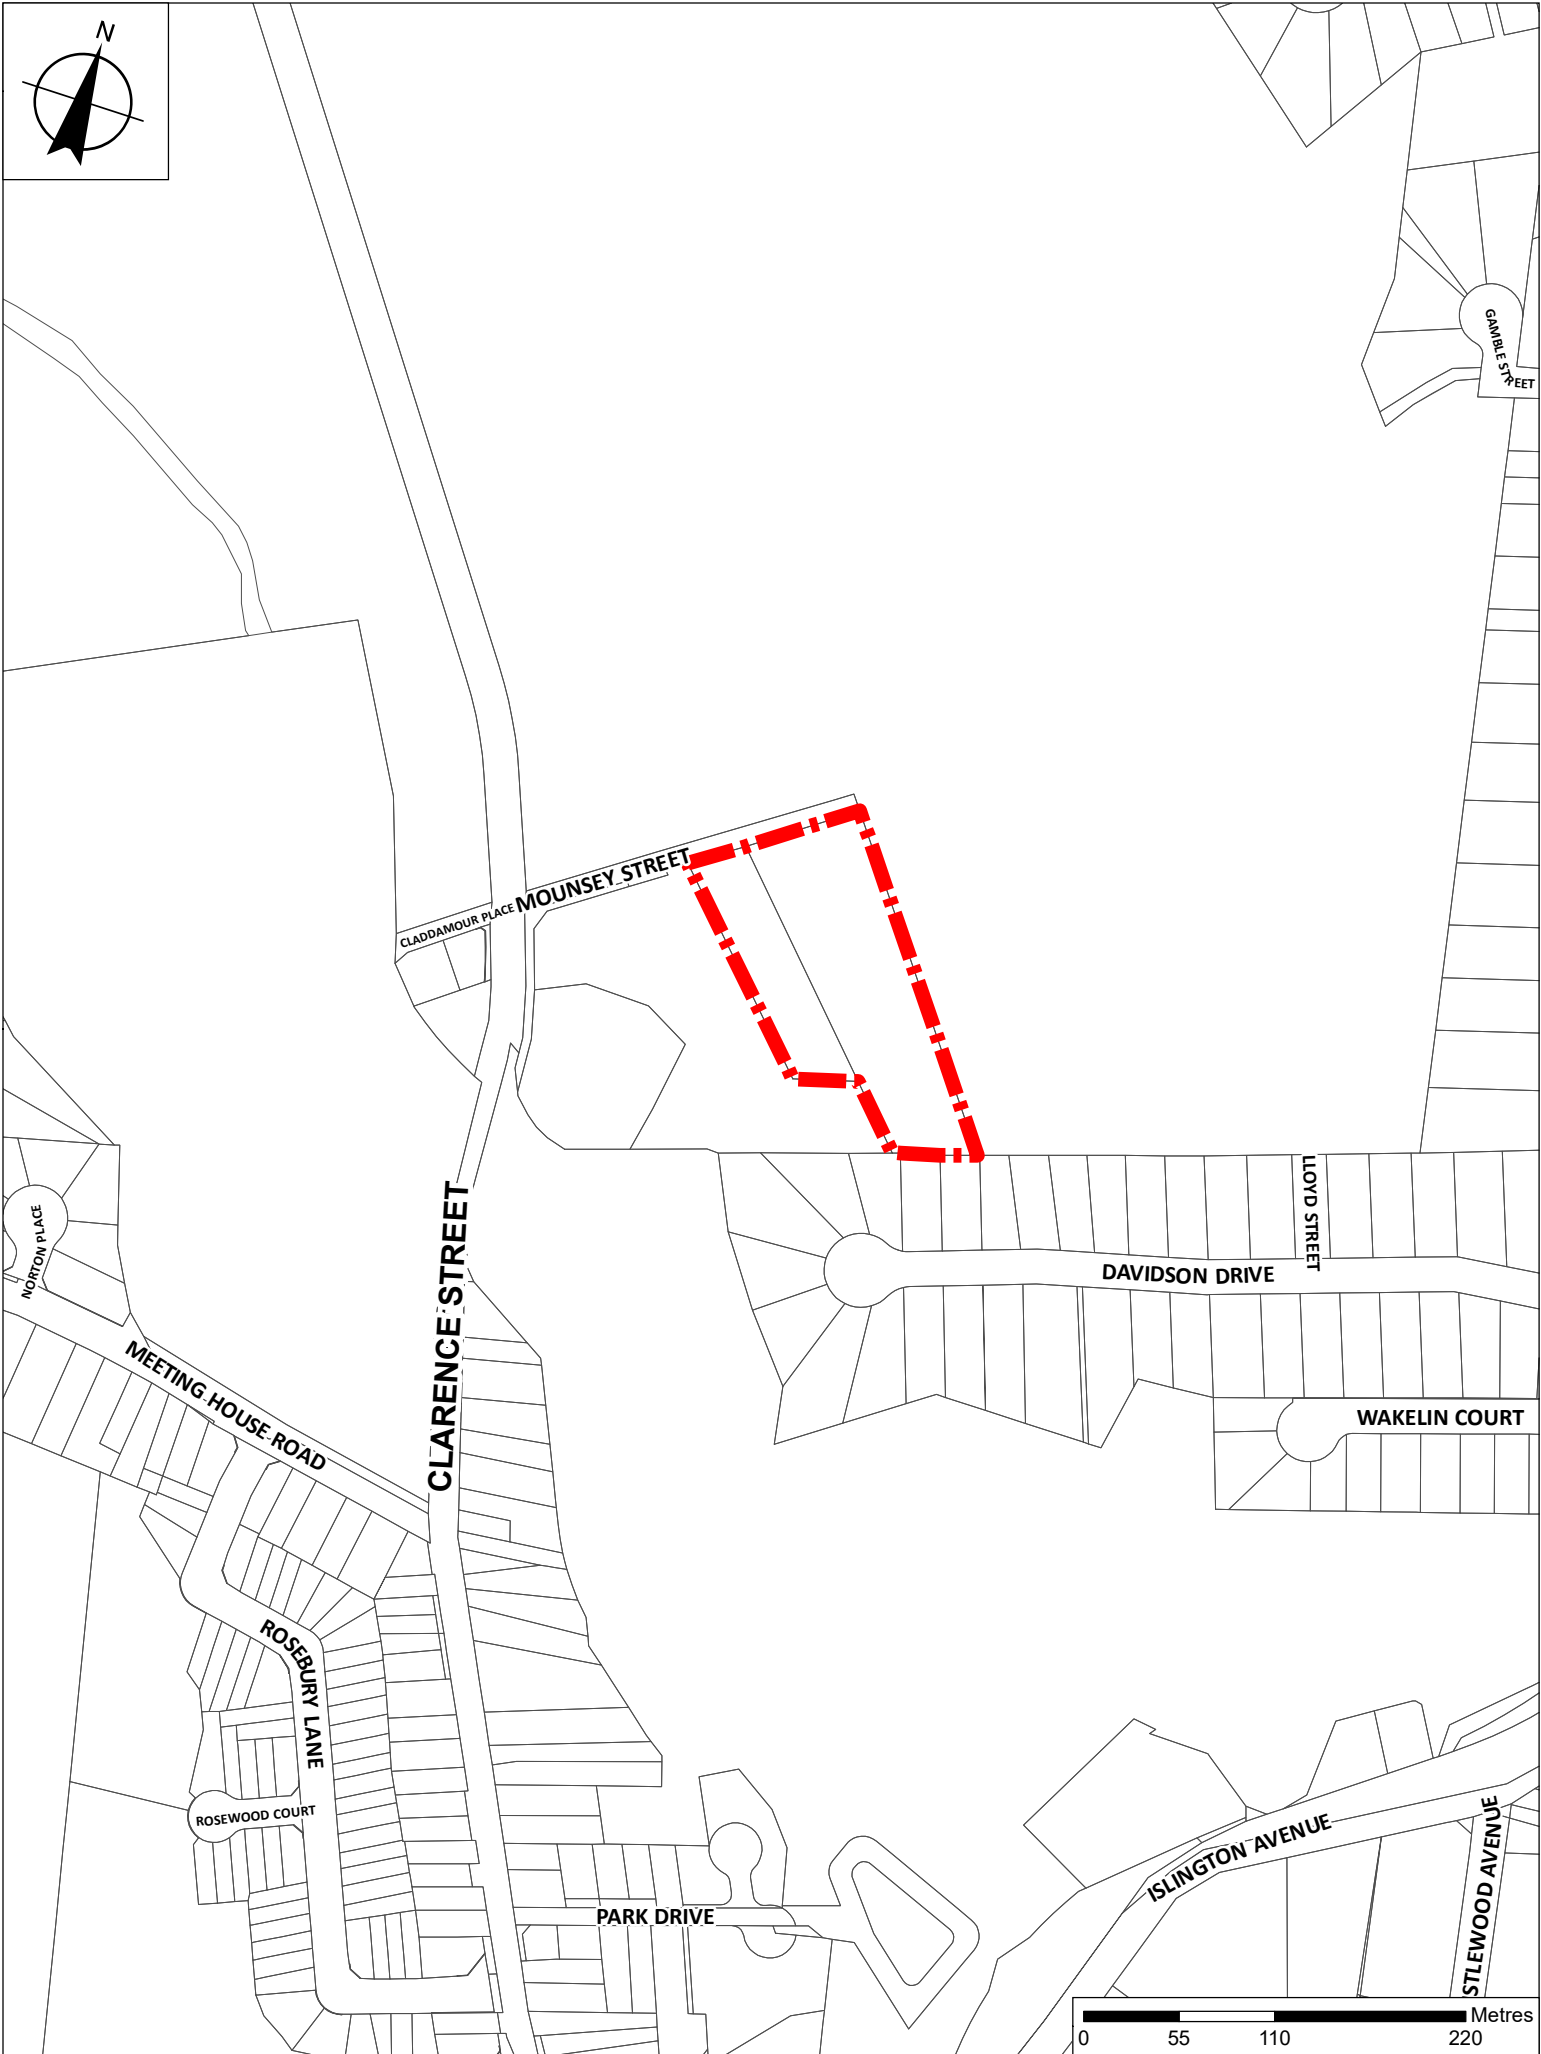 N
GAMBLE STREET
MOUNSEY STREET
CLADDAMOUR PLACE
LLOYD STREET
NORTON PLACE
CLARENCE STREET
DAVIDSON DRIVE
MEETING HOUSE ROAD
WAKELIN COURT
ROSEBURY LANE
ROSEWOOD COURT
ISLINGTON AVENUE
STLEWOOD AVENUE
PARK DRIVE
Metres
0 55 110 220